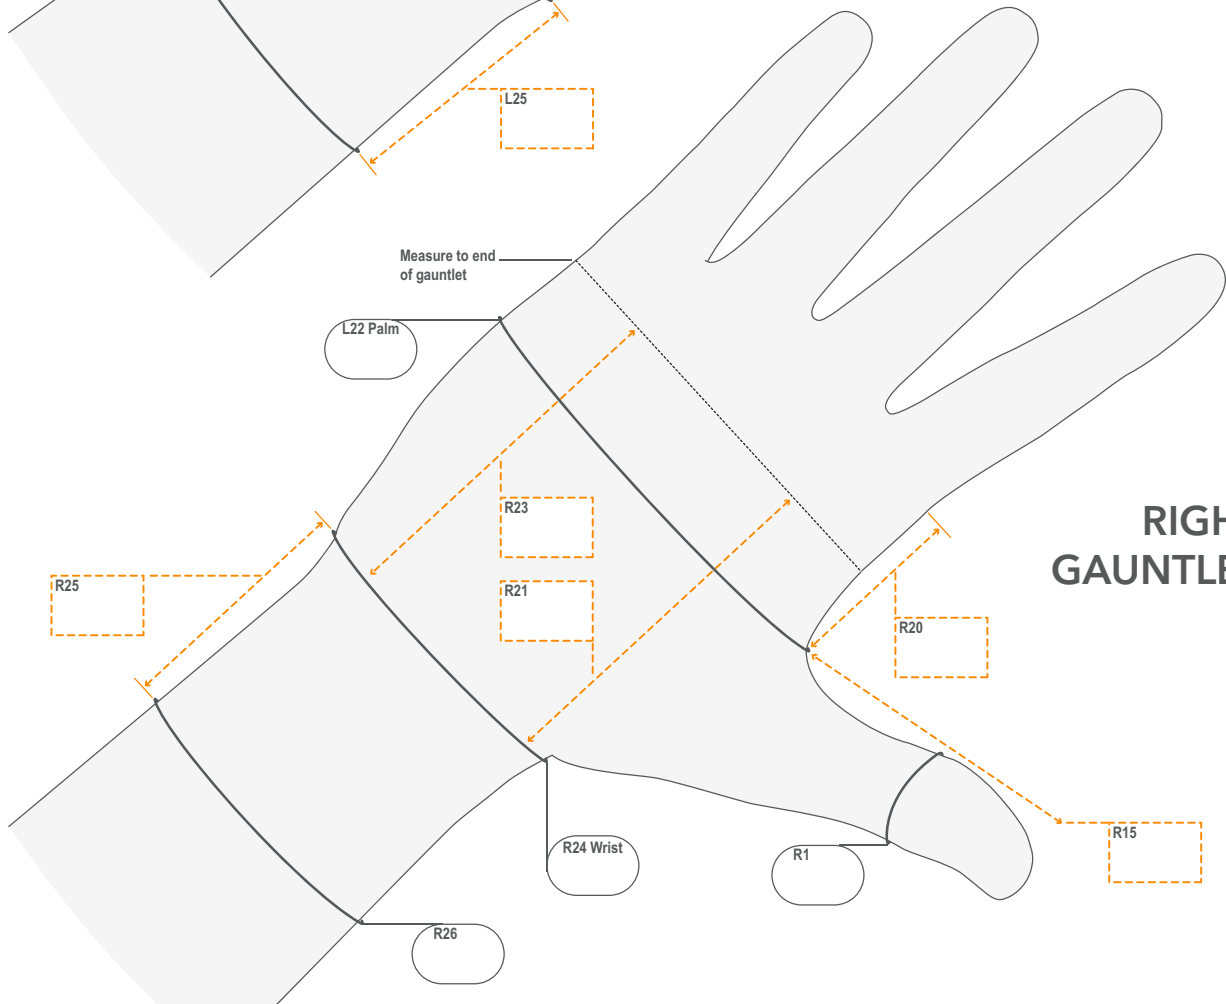 L25
Measure to end
of gauntlet
L22 Palm
R23
RIGH
GAUNTLE
R25
R21
R20
R15
R24 Wrist
R1
R26